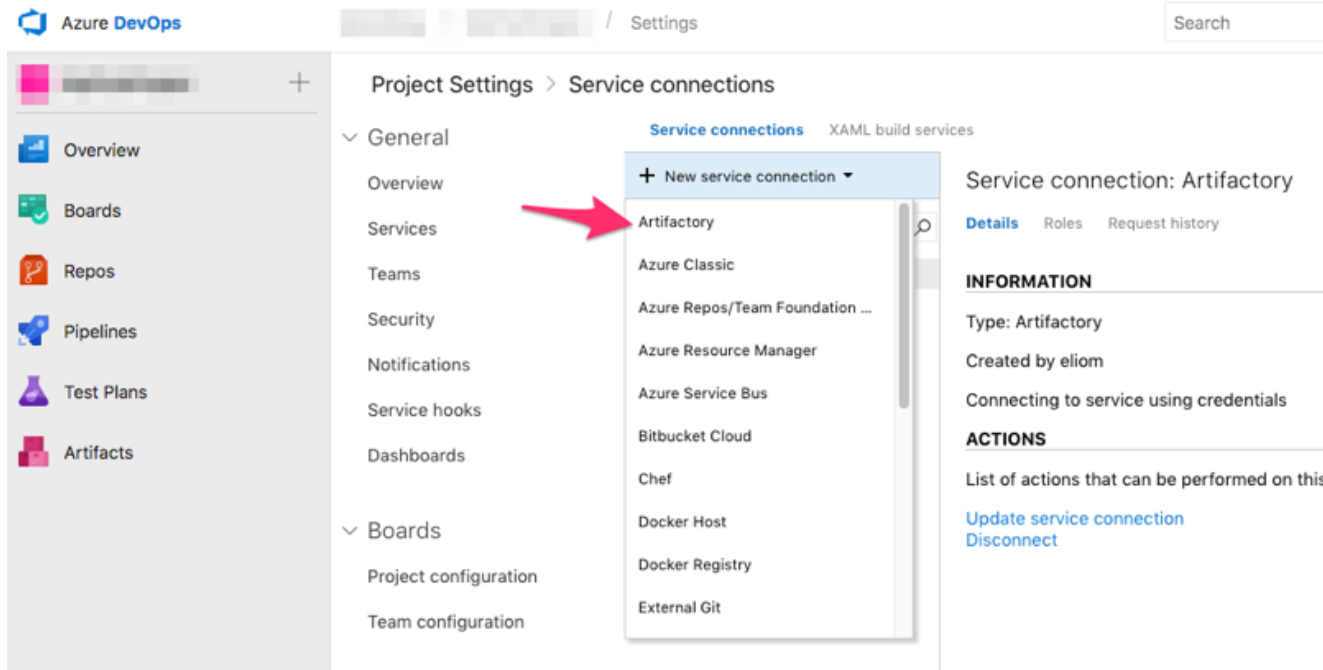 Azure DevOps
/ Settings
Search
Overview
Boards
Repos
Pipelines
Test Plans
Artifacts
Project Settings > Service connections
General
Overview
Services
Teams
Security
Notifications
Service hooks
Dashboards
Boards
Project configuration
Team configuration
Service connections XAML build services
+ New service connection
Artifactory
Azure Classic
Azure Repos/Team Foundation ...
Azure Resource Manager
Azure Service Bus
Bitbucket Cloud
Chef
Docker Host
Docker Registry
External Git
Service connection: Artifactory
Details Roles Request history
INFORMATION
Type: Artifactory
Created by eliom
Connecting to service using credentials
ACTIONS
List of actions that can be performed on this
Update service connection
Disconnect